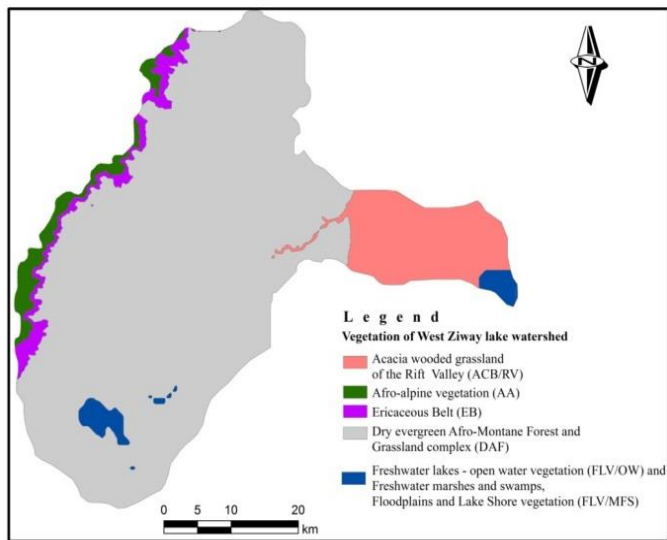 N
L e g e n d
Vegetation of West Ziway lake watershed
Acacia wooded grassland
of the Rift Valley (ACB/RV)
Afro-alpine vegetation (AA)
Ericaceous Belt (EB)
Dry evergreen Afro-Montane Forest and
Grassland complex (DAF)
Freshwater lakes - open water vegetation (FLV/OW) and
Freshwater marshes and swamps,
Floodplains and Lake Shore vegetation (FLV/MFS)
0 5 10 20
km